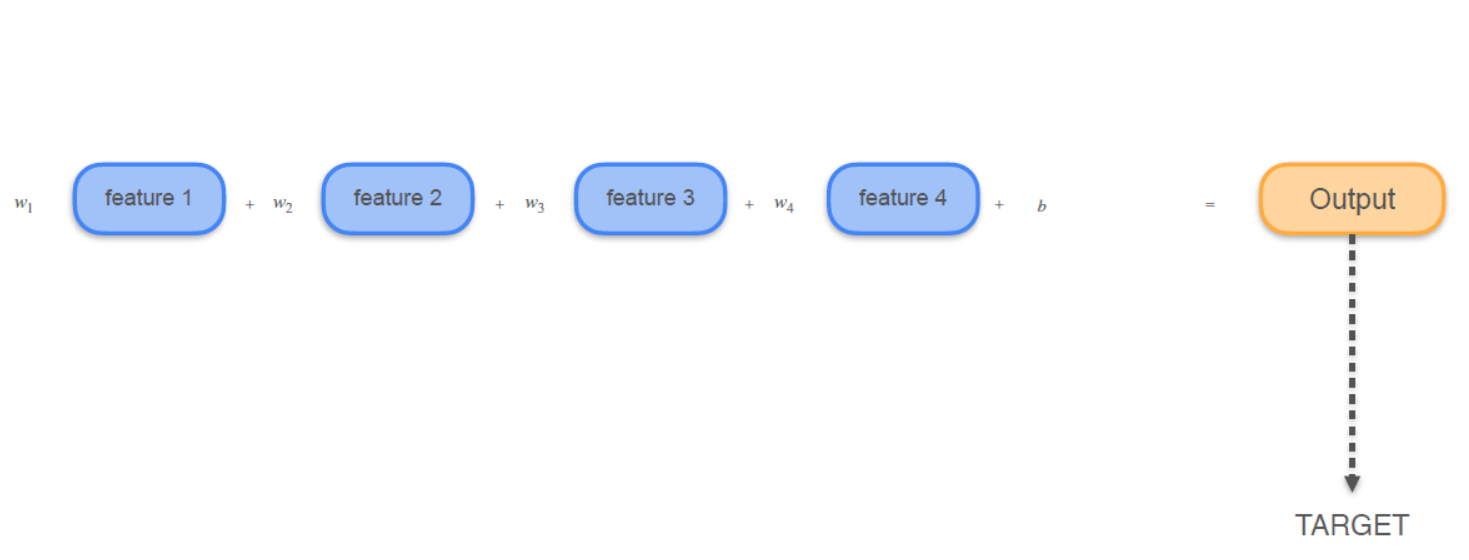 w₁ feature 1 + w₂ feature 2 + w₃ feature 3 + w₄ feature 4 + b = Output
TARGET